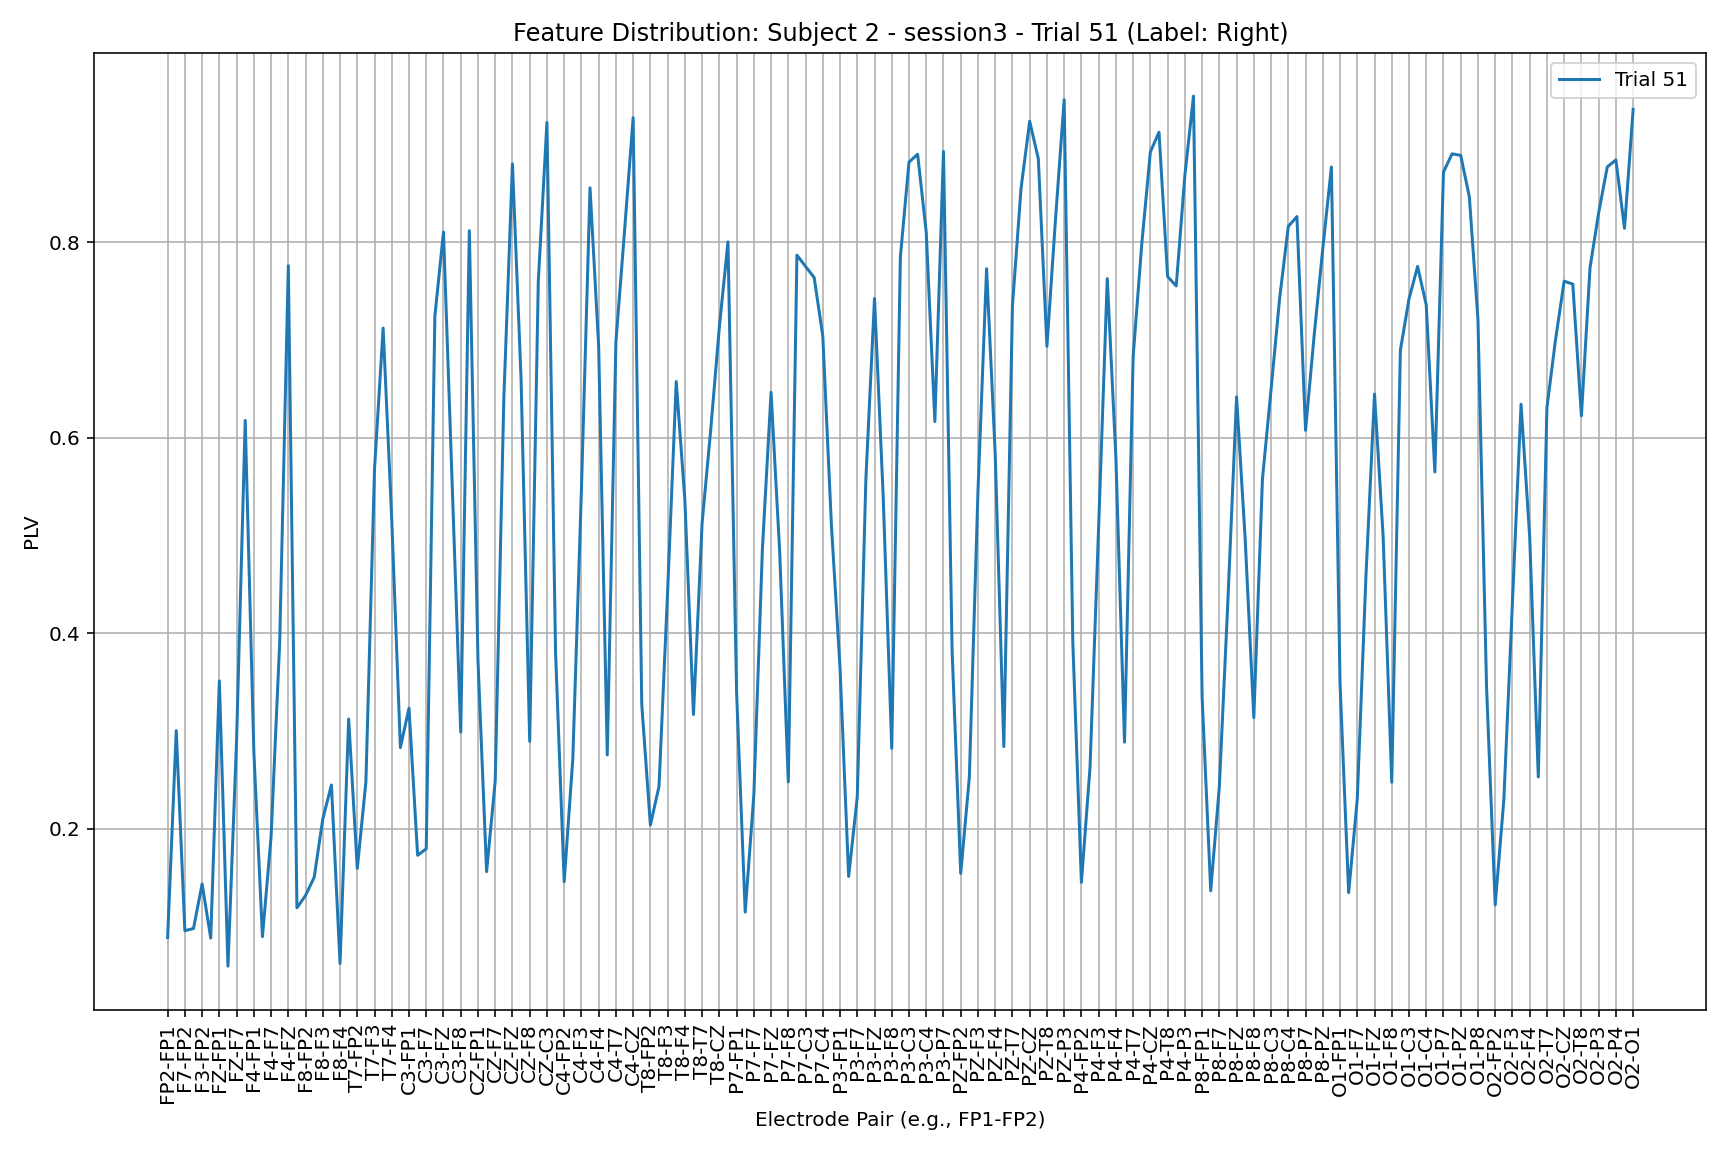 Feature Distribution: Subject 2 - session3 - Trial 51 (Label: Right)
Trial 51
0.8
0.6
0.4
0.2
PLV
FP2-FP1
F7-FP2
F3-FP2
FZ-FP1
FZ-F7
F4-FP1
F4-F7
F4-FZ
F8-FP2
F8-F3
F8-F4
T7-FP2
T7-F3
T7-F4
C3-FP1
C3-F7
C3-FZ
C3-F8
CZ-FP1
CZ-F7
CZ-FZ
CZ-F8
CZ-C3
C4-FP2
C4-F3
C4-F4
C4-T7
C4-CZ
T8-FP2
T8-F3
T8-F4
T8-T7
T8-CZ
P7-FP1
P7-F7
P7-FZ
P7-F8
P7-C3
P7-C4
P3-FP1
P3-F7
P3-FZ
P3-F8
P3-C3
P3-C4
P3-P7
PZ-FP2
PZ-F3
PZ-F4
PZ-T7
PZ-CZ
PZ-T8
PZ-P3
P4-FP2
P4-F3
P4-F4
P4-T7
P4-CZ
P4-T8
P4-P3
P8-FP1
P8-F7
P8-FZ
P8-F8
P8-C3
P8-C4
P8-P7
P8-PZ
O1-FP1
O1-F7
O1-FZ
O1-F8
O1-C3
O1-C4
O1-P7
O1-PZ
O1-P8
O2-FP2
O2-F3
O2-F4
O2-T7
O2-CZ
O2-T8
O2-P3
O2-P4
O2-O1
Electrode Pair (e.g., FP1-FP2)